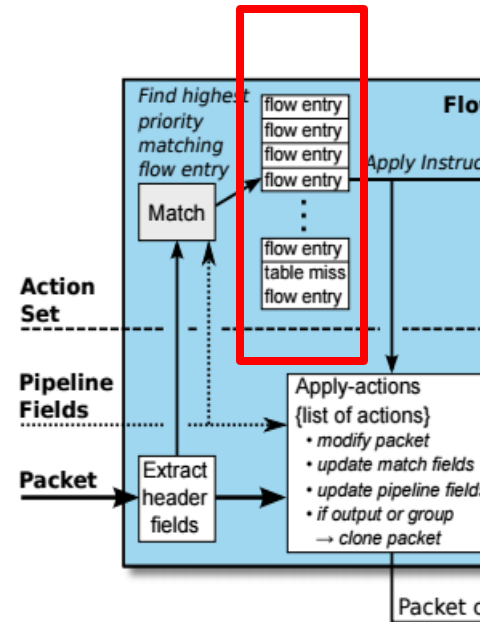 Find highest
priority
matching
flow entry
Match
flow entry
flow entry
flow entry
flow entry
flow entry
table miss
flow entry
Flo
Apply Instruc
Action
Set
Pipeline
Fields
Packet
Extract
header
fields
Apply-actions
{list of actions}
• modify packet
• update match fields
• update pipeline fields
• if output or group
→ clone packet
Packet